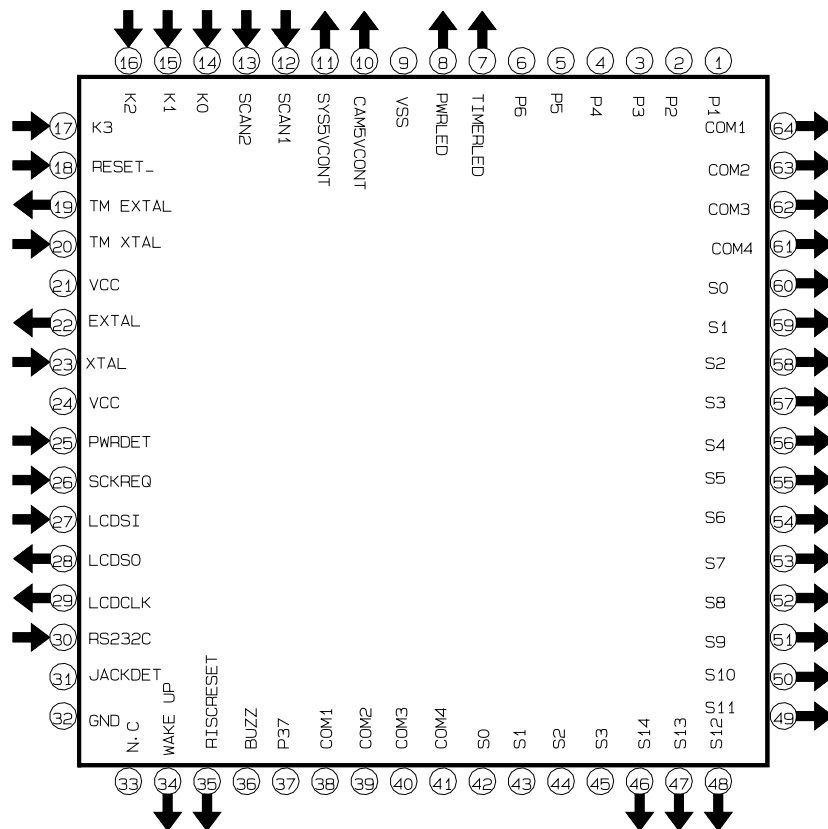 16 15 14 13 12 11 10 9 8 7 6 5 4 3 2 1
K2 K1 K0 SCAN2 SCAN1 SYS5VCONT CAM5VCONT VSS PWRLED TIMERLED P6 P5 P4 P3 P2 P1
17 K3 COM1 64
18 RESET_ COM2 63
19 TM EXTAL COM3 62
20 TM XTAL COM4 61
21 VCC S0 60
22 EXTAL S1 59
23 XTAL S2 58
24 VCC S3 57
25 PWRDET S4 56
26 SCKREQ S5 55
27 LCDSI S6 54
28 LCDSO S7 53
29 LCDCLK S8 52
30 RS232C S9 51
31 JACKDET S10 50
32 GND S11 49
N.C WAKE UP RISCRESET BUZZ P37 COM1 COM2 COM3 COM4 S0 S1 S2 S3 S14 S13 S12
33 34 35 36 37 38 39 40 41 42 43 44 45 46 47 48